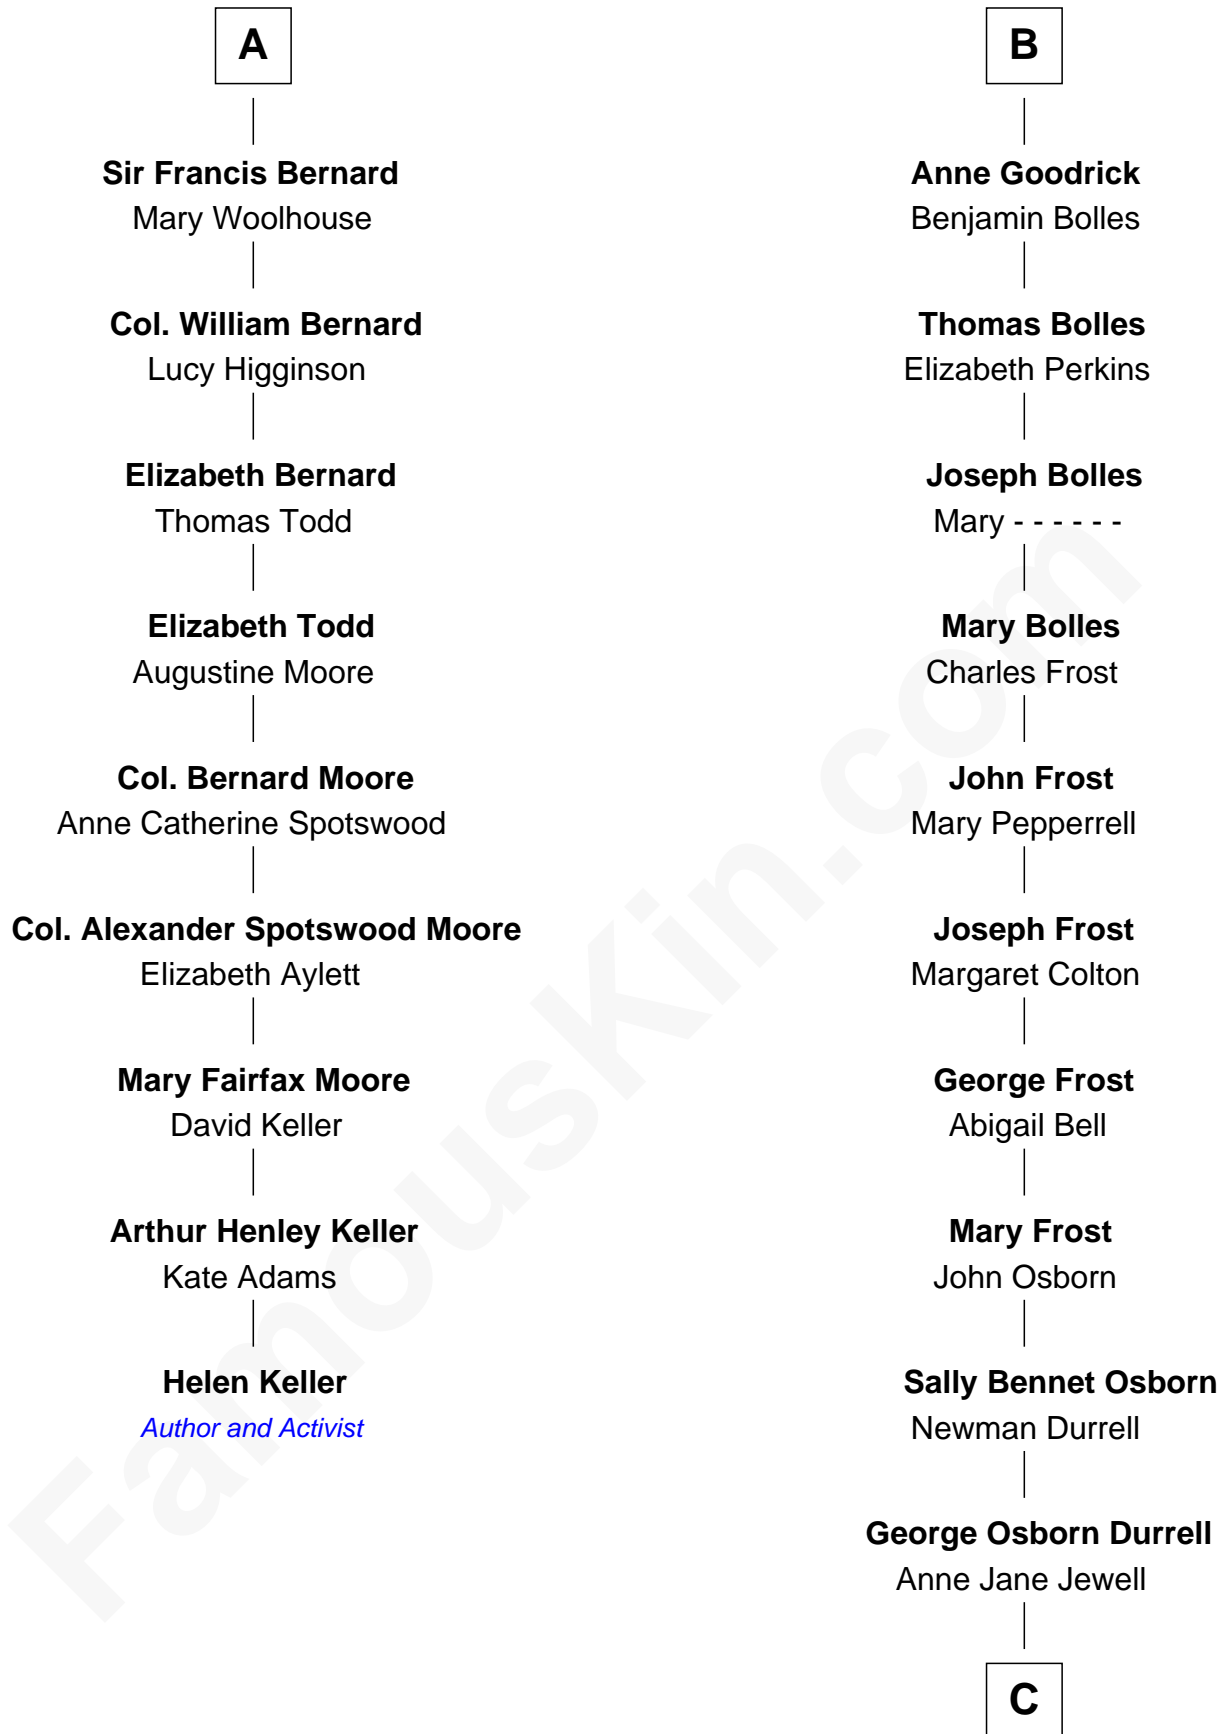 A
Sir Francis Bernard
Mary Woolhouse
Col. William Bernard
Lucy Higginson
Elizabeth Bernard
Thomas Todd
Elizabeth Todd
Augustine Moore
Col. Bernard Moore
Anne Catherine Spotswood
Col. Alexander Spotswood Moore
Elizabeth Aylett
Mary Fairfax Moore
David Keller
Arthur Henley Keller
Kate Adams
Helen Keller
Author and Activist
B
Anne Goodrick
Benjamin Bolles
Thomas Bolles
Elizabeth Perkins
Joseph Bolles
Mary - - - - - -
Mary Bolles
Charles Frost
John Frost
Mary Pepperrell
Joseph Frost
Margaret Colton
George Frost
Abigail Bell
Mary Frost
John Osborn
Sally Bennet Osborn
Newman Durrell
George Osborn Durrell
Anne Jane Jewell
C
FamousKin.com